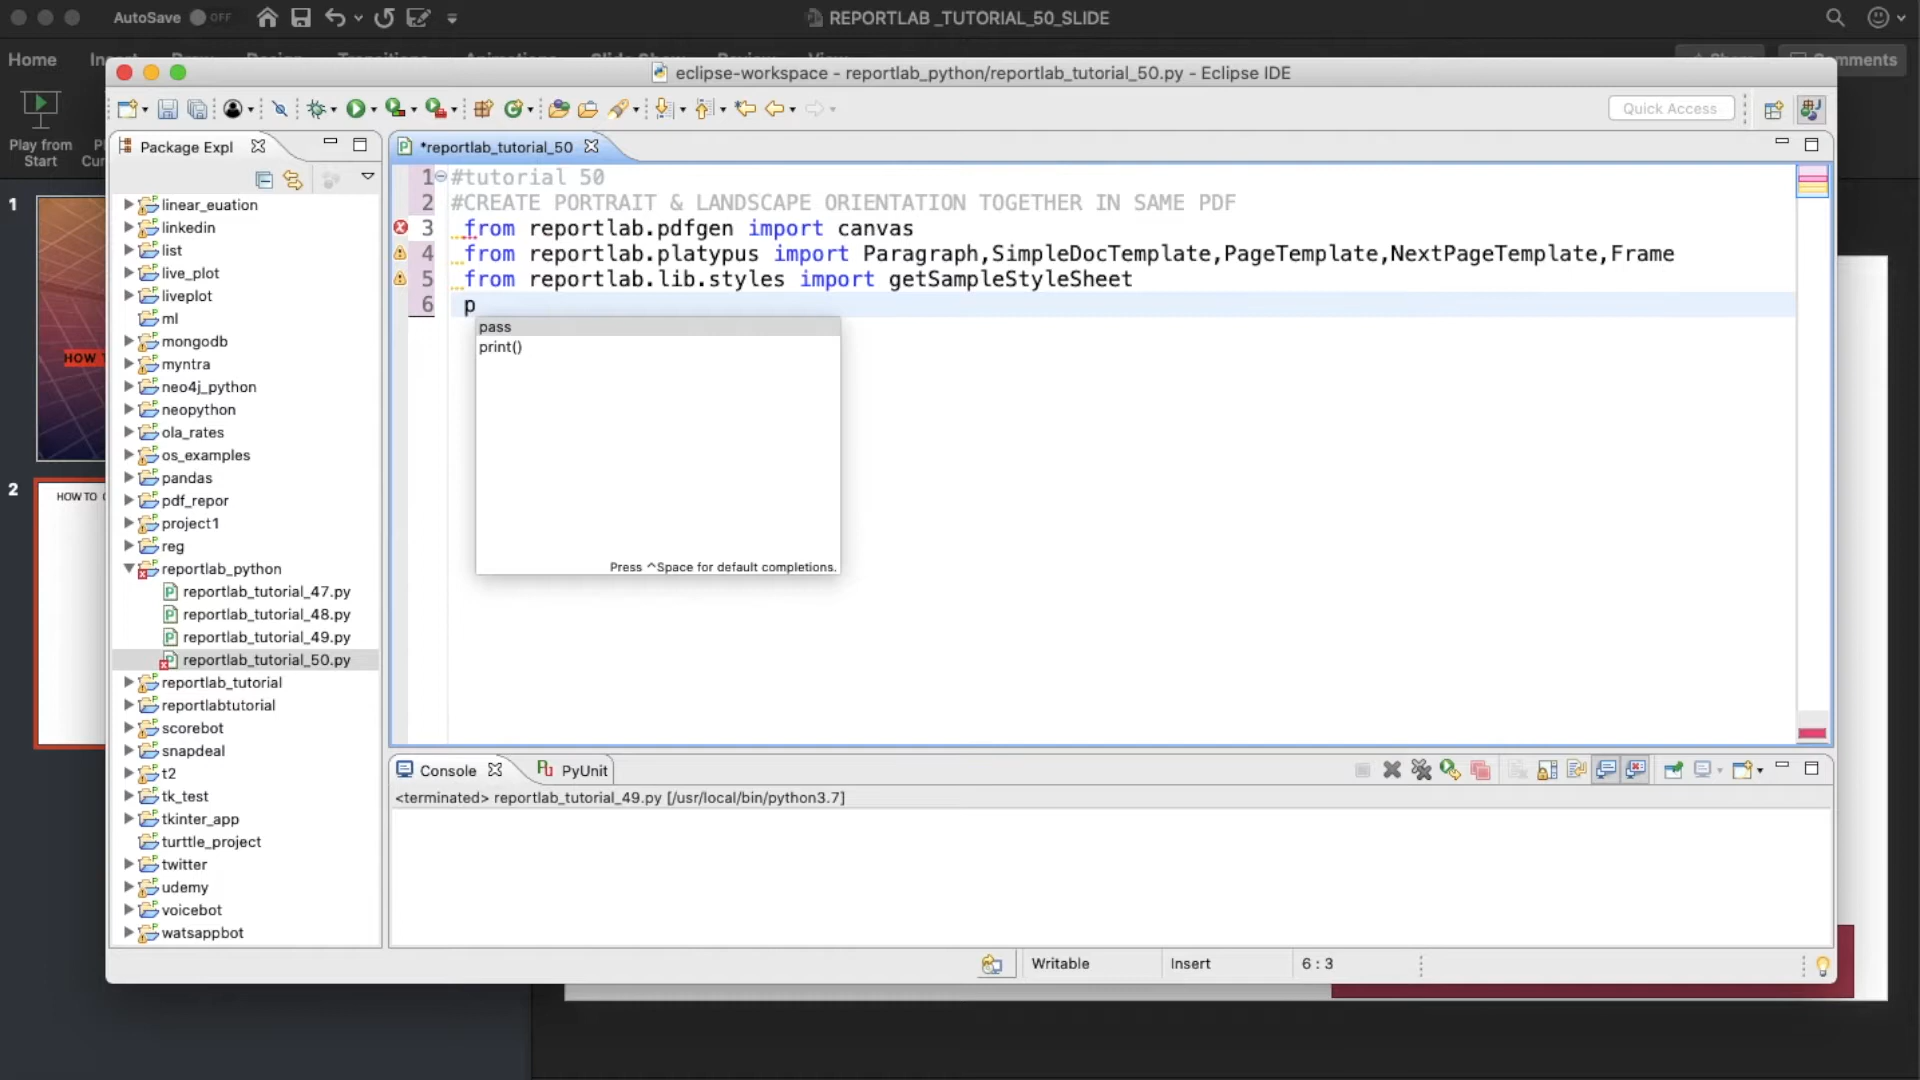 AutoSave OFF
REPORTLAB _TUTORIAL_50_SLIDE
Home
Comments
eclipse-workspace - reportlab_python/reportlab_tutorial_50.py - Eclipse IDE
Play from Start
Quick Access
Package Expl
*reportlab_tutorial_50
1 #tutorial 50
2 #CREATE PORTRAIT & LANDSCAPE ORIENTATION TOGETHER IN SAME PDF
3 from reportlab.pdfgen import canvas
4 from reportlab.platypus import Paragraph,SimpleDocTemplate,PageTemplate,NextPageTemplate,Frame
5 from reportlab.lib.styles import getSampleStyleSheet
6 p
pass
print()
Press ^Space for default completions.
1
HOW T
2
HOW TO
linear_euation
linkedin
list
live_plot
liveplot
ml
mongodb
myntra
neo4j_python
neopython
ola_rates
os_examples
pandas
pdf_repor
project1
reg
reportlab_python
reportlab_tutorial_47.py
reportlab_tutorial_48.py
reportlab_tutorial_49.py
reportlab_tutorial_50.py
reportlab_tutorial
reportlabtutorial
scorebot
snapdeal
t2
tk_test
tkinter_app
turttle_project
twitter
udemy
voicebot
watsappbot
Console
PyUnit
<terminated> reportlab_tutorial_49.py [/usr/local/bin/python3.7]
Writable
Insert
6 : 3